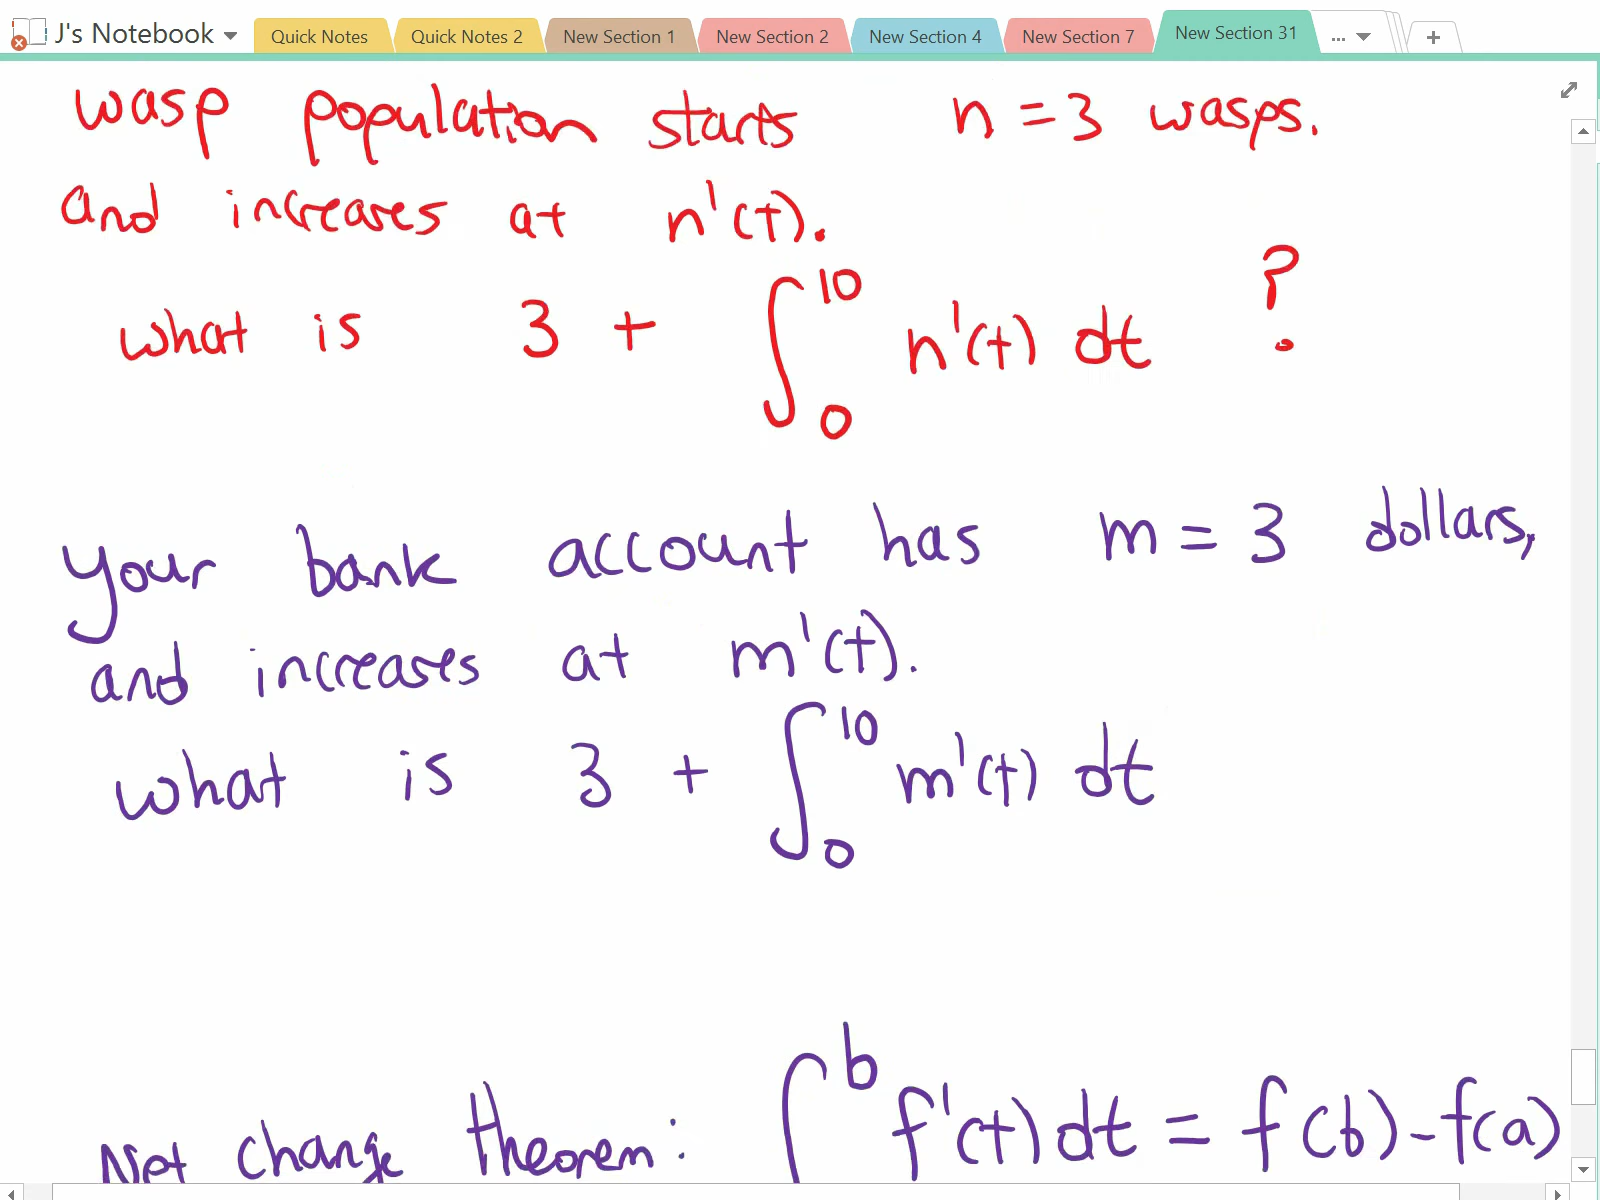 J's Notebook
Quick Notes
Quick Notes 2
New Section 1
New Section 2
New Section 4
New Section 7
New Section 31
...
+
wasp population starts n = 3 wasps.
and increases at n'(t).
what is 3 + ∫₀¹⁰ n'(t) dt ?
your bank account has m = 3 dollars,
and increases at m'(t).
what is 3 + ∫₀¹⁰ m'(t) dt
Net change theorem: ∫ᵇ f'(t) dt = f(b) - f(a)